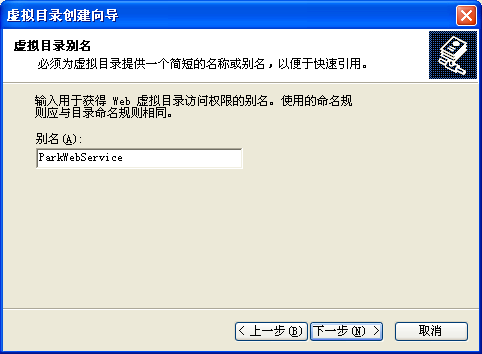 虚拟目录创建向导
虚拟目录别名
必须为虚拟目录提供一个简短的名称或别名，以便于快速引用。
输入用于获得 Web 虚拟目录访问权限的别名。使用的命名规
则应与目录命名规则相同。
别名(A):
ParkWebService
< 上一步(B) 下一步(N) > 取消